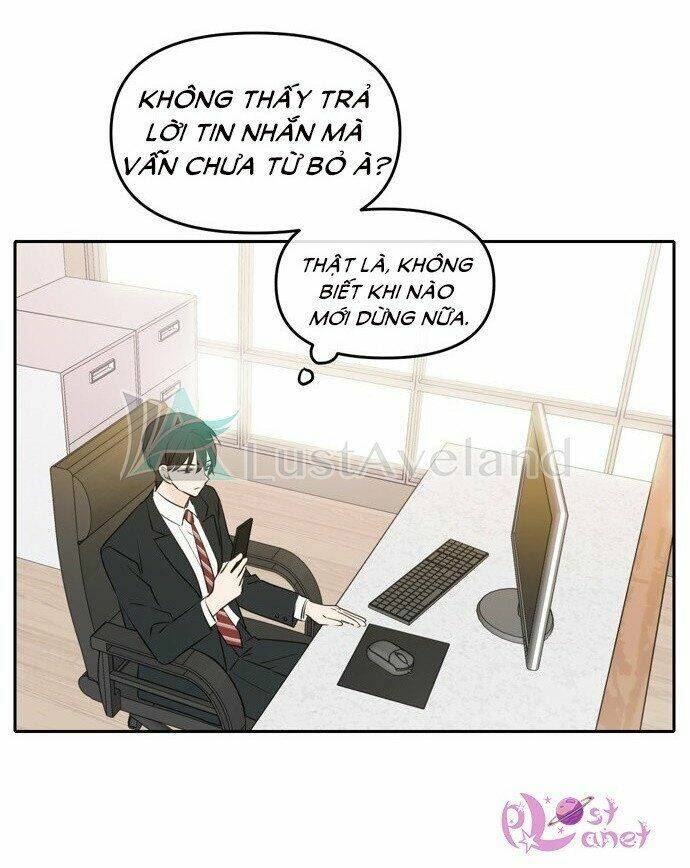 KHÔNG THẤY TRẢ
LỜI TIN NHẮN MÀ
VẪN CHƯA TỪ BỎ À?
THẬT LÀ, KHÔNG
BIẾT KHI NÀO
MỚI DỪNG NỮA.
LustAveland
Lost
Planet